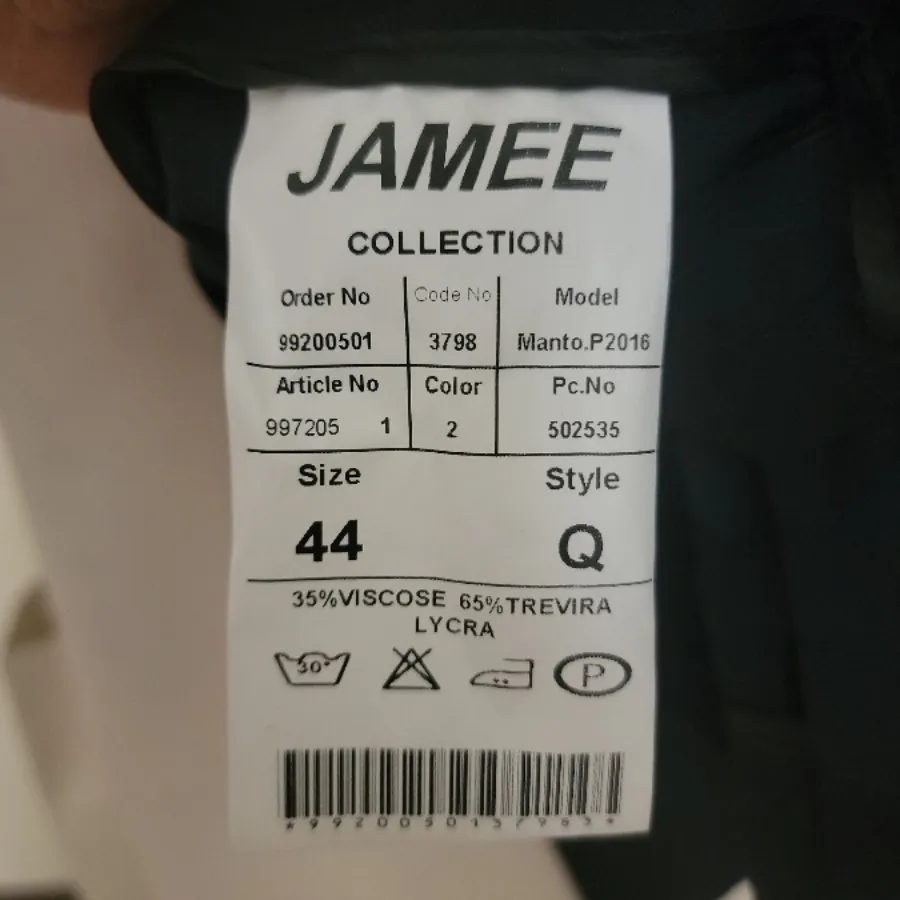 JAMEE
COLLECTION
Order No Code No Model
99200501 3798 Manto.P2016
Article No Color Pc.No
997205 1 2 502535
Size Style
44 Q
35%VISCOSE 65%TREVIRA
LYCRA
30° P